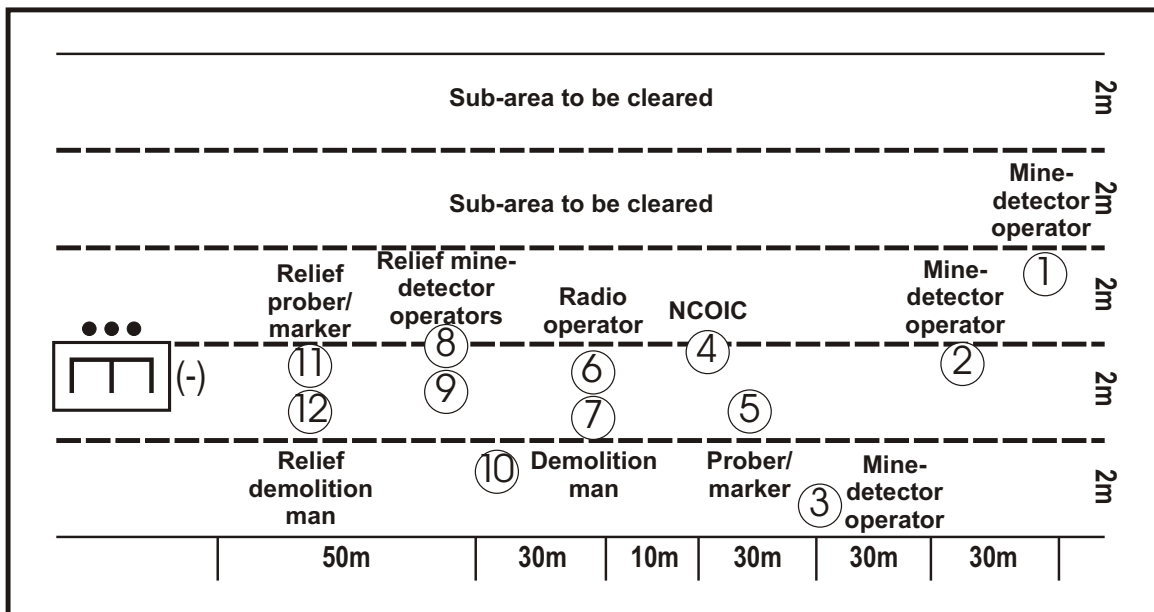 Sub-area to be cleared
2m
Sub-area to be cleared
2m
Mine-
detector
operator
1
Relief
prober/
marker
Relief mine-
detector
operators
Radio
operator
NCOIC
Mine-
detector
operator
2m
(-)
11
12
8
9
6
7
4
5
2
2m
Relief
demolition
man
10
Demolition
man
Prober/
marker
3
Mine-
detector
operator
2m
50m
30m
10m
30m
30m
30m